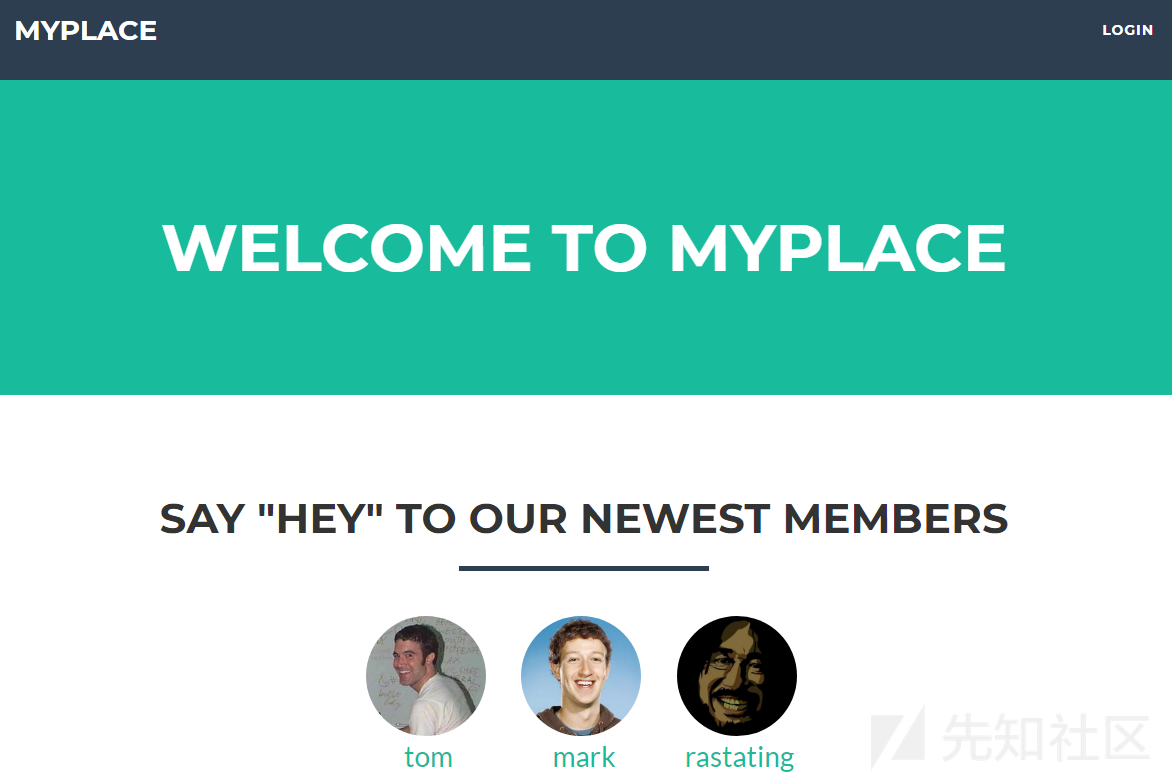 MYPLACE
LOGIN
WELCOME TO MYPLACE
SAY "HEY" TO OUR NEWEST MEMBERS
tom
mark
rastating
先知社区